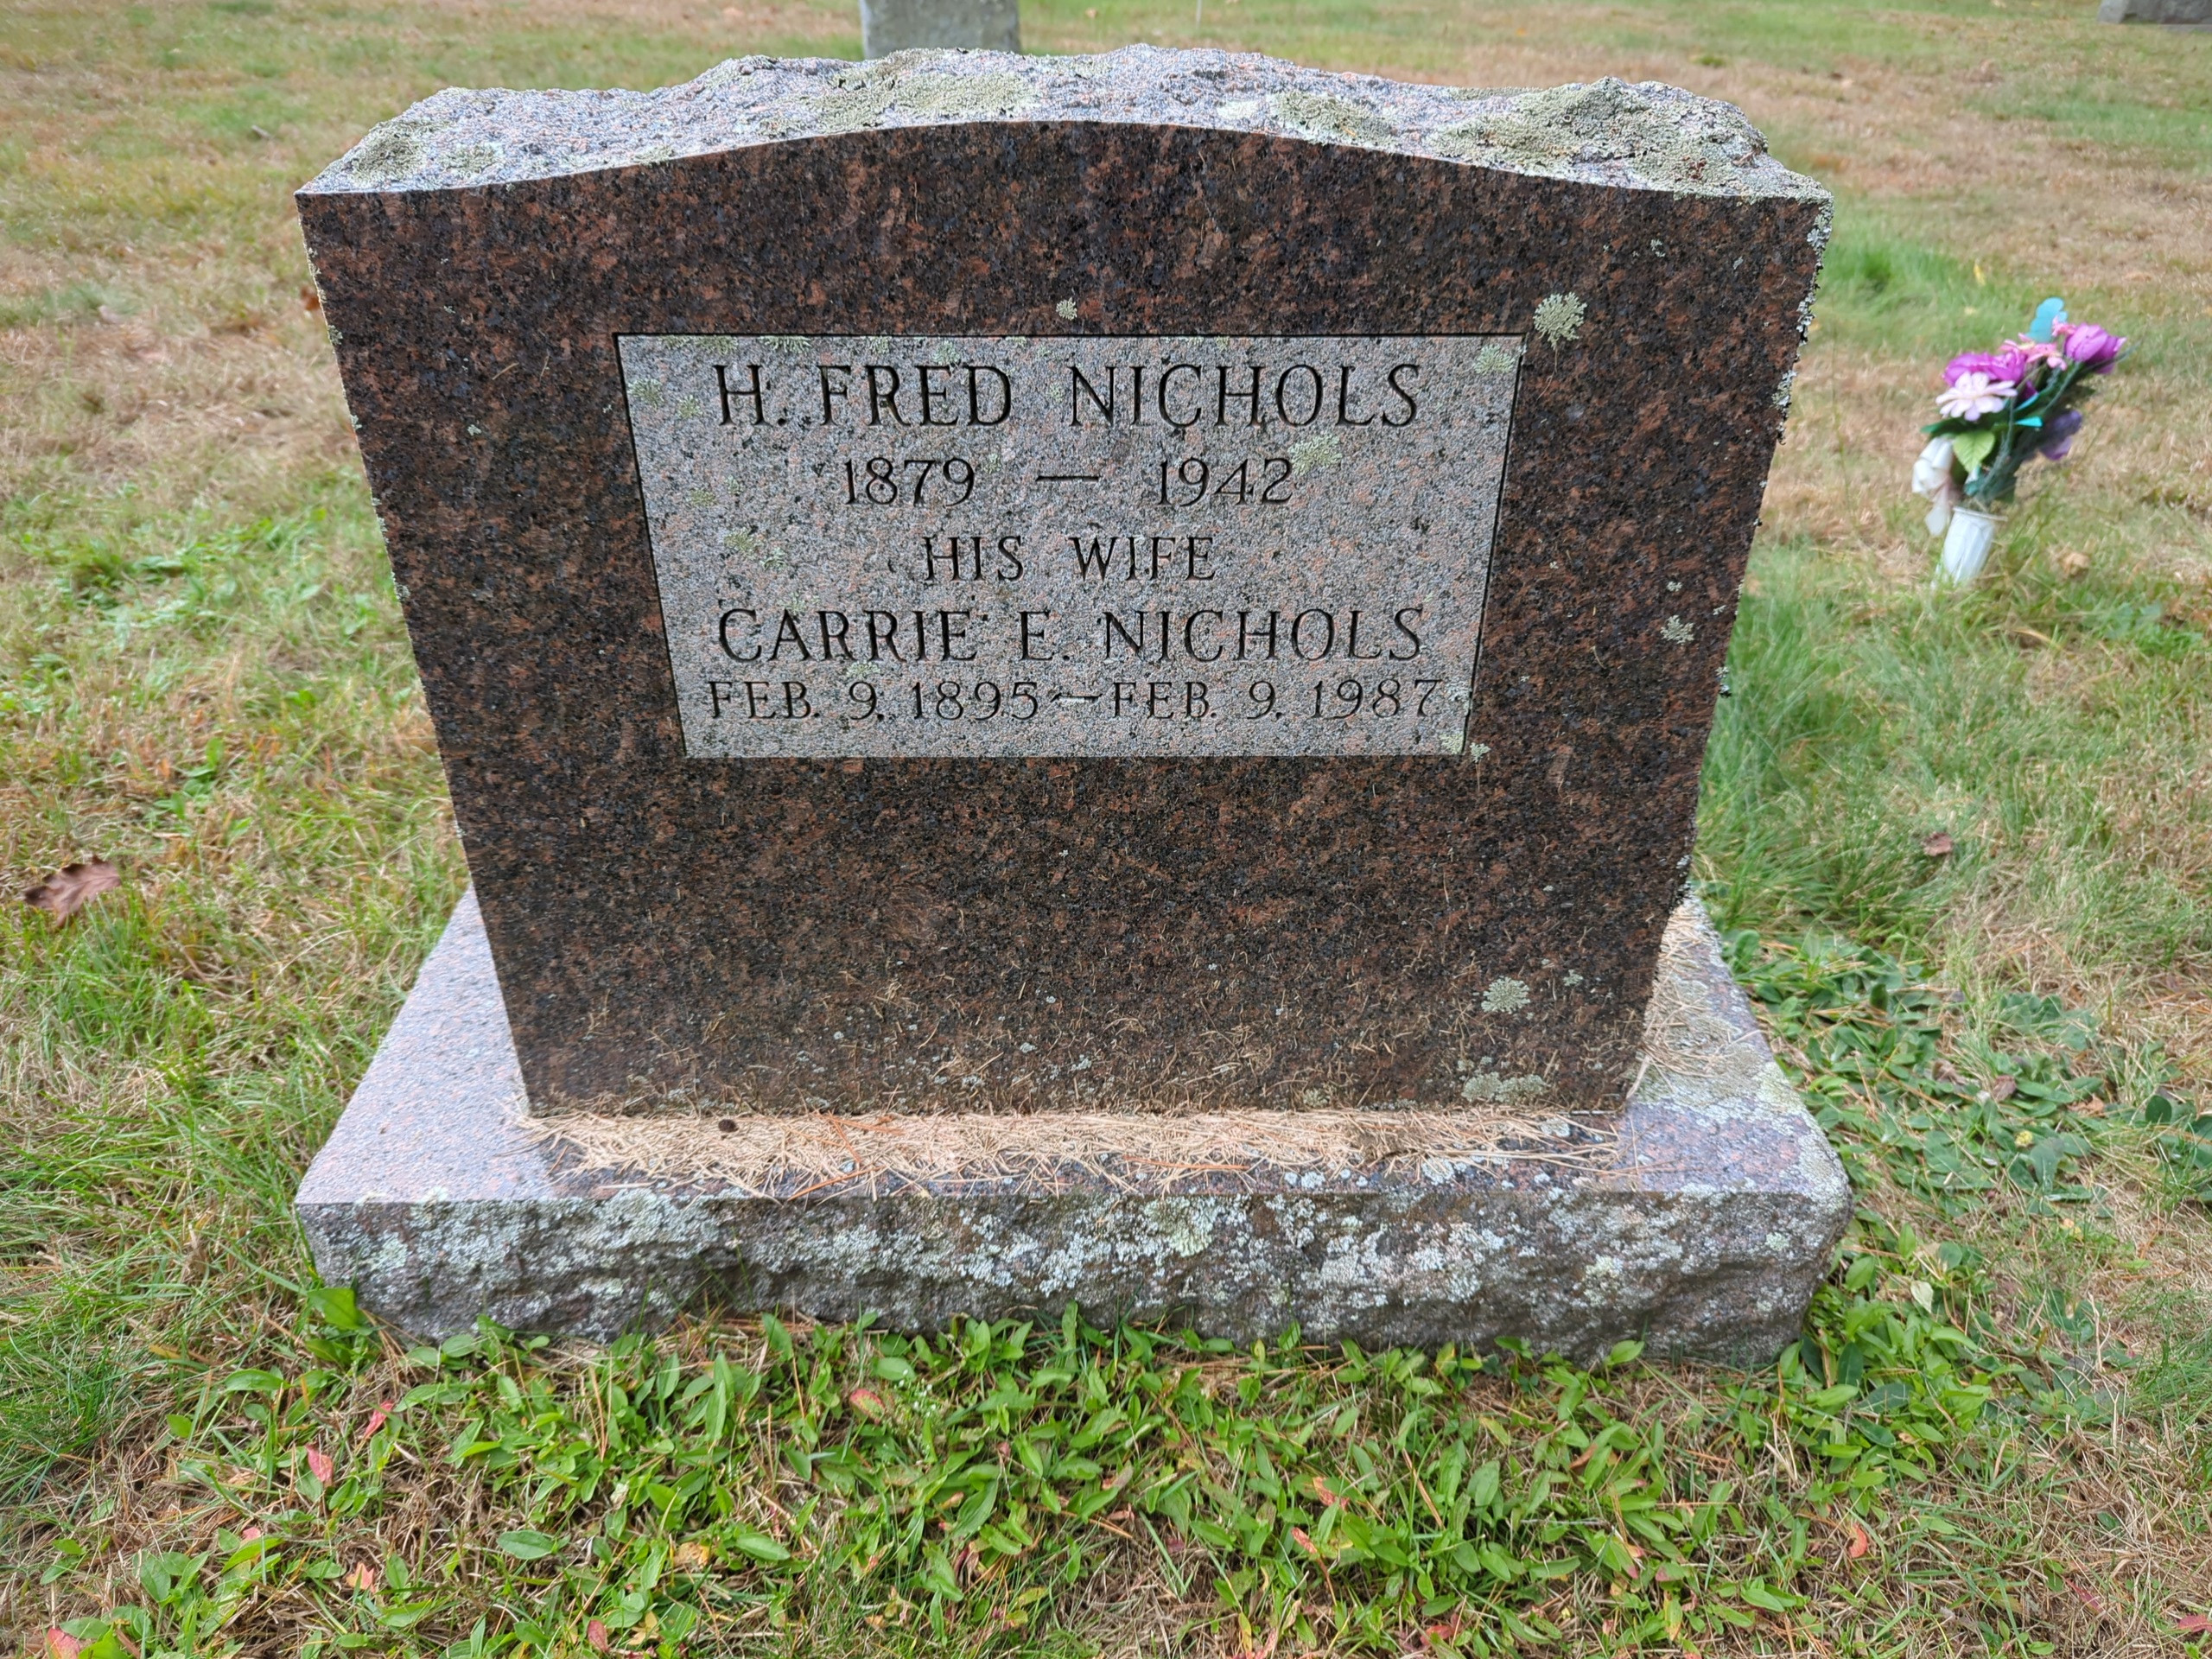 H. FRED NICHOLS
1879 — 1942
HIS WIFE
CARRIE E. NICHOLS
FEB. 9, 1895 — FEB. 9, 1987